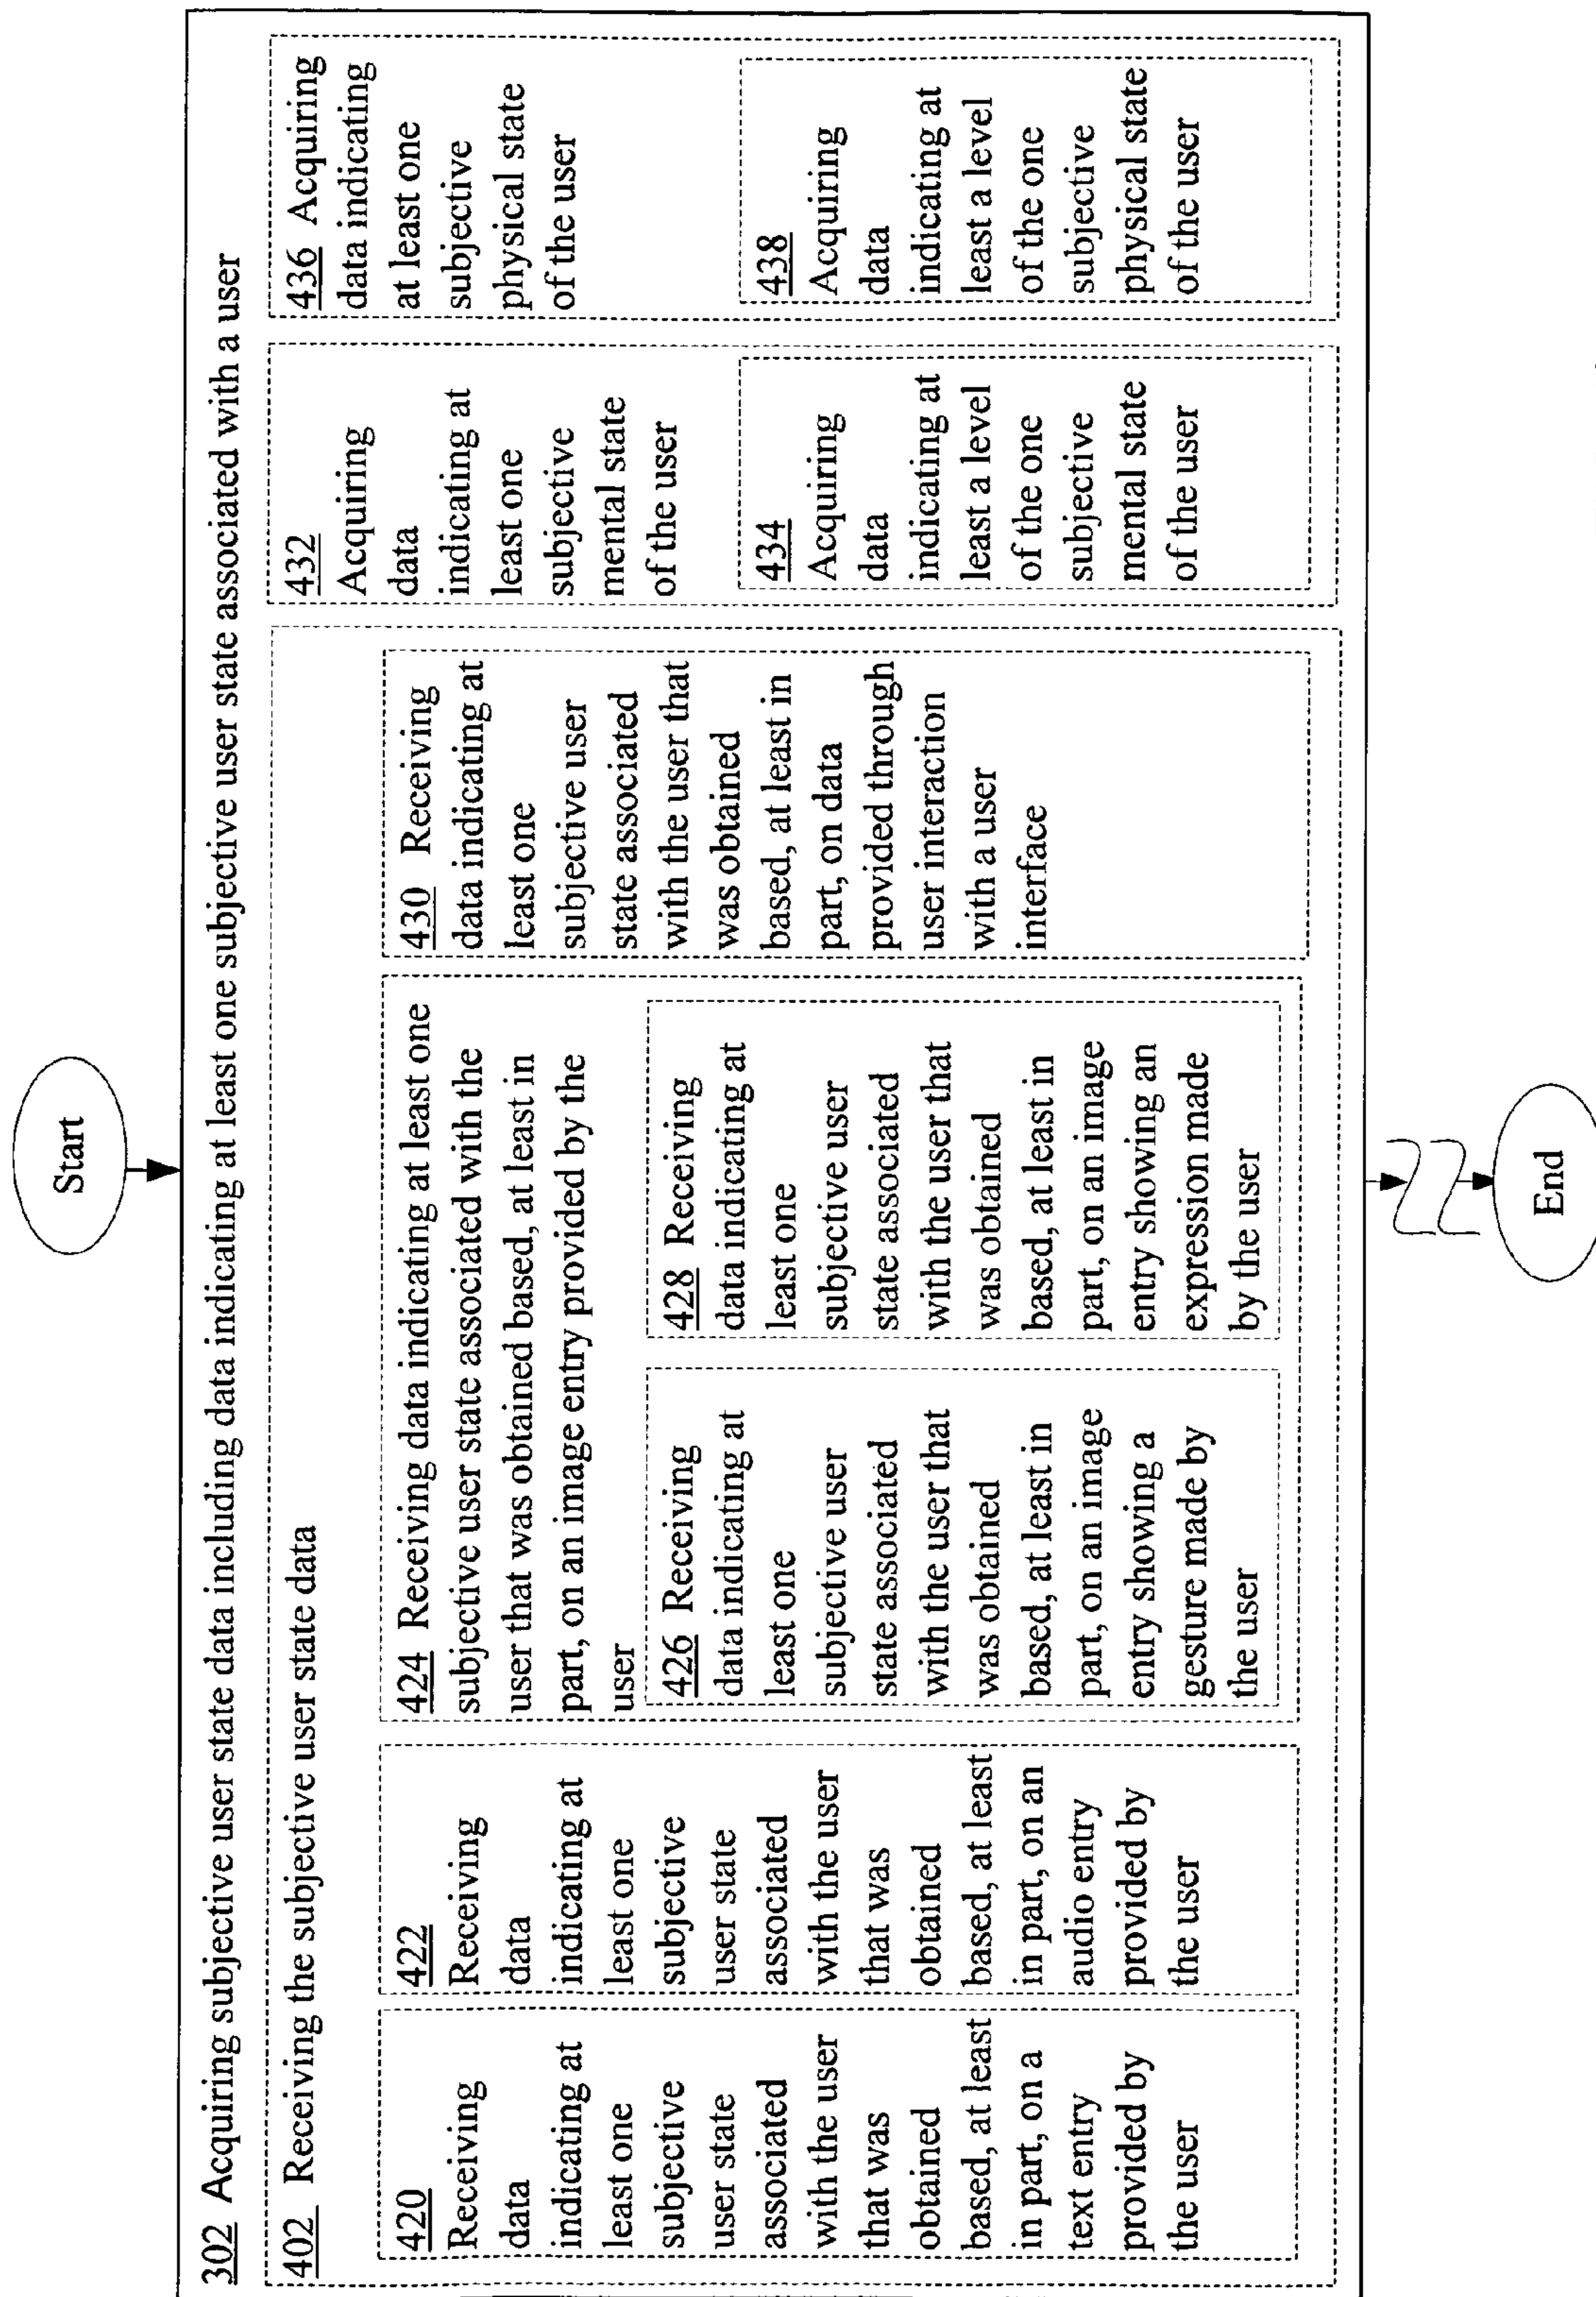 Start
302 Acquiring subjective user state data including data indicating at least one subjective user state associated with a user
402 Receiving the subjective user state data
420
Receiving
data
indicating at
least one
subjective
user state
associated
with the user
that was
obtained
based, at least
in part, on a
text entry
provided by
the user
422
Receiving
data
indicating at
least one
subjective
user state
associated
with the user
that was
obtained
based, at least
in part, on an
audio entry
provided by
the user
424 Receiving data indicating at least one
subjective user state associated with the
user that was obtained based, at least in
part, on an image entry provided by the
user
426 Receiving
data indicating at
least one
subjective user
state associated
with the user that
was obtained
based, at least in
part, on an image
entry showing a
gesture made by
the user
428 Receiving
data indicating at
least one
subjective user
state associated
with the user that
was obtained
based, at least in
part, on an image
entry showing an
expression made
by the user
430 Receiving
data indicating at
least one
subjective user
state associated
with the user that
was obtained
based, at least in
part, on data
provided through
user interaction
with a user
interface
432
Acquiring
data
indicating at
least one
subjective
mental state
of the user
434
Acquiring
data
indicating at
least a level
of the one
subjective
mental state
of the user
436 Acquiring
data indicating
at least one
subjective
physical state
of the user
438
Acquiring
data
indicating at
least a level
of the one
subjective
physical state
of the user
End